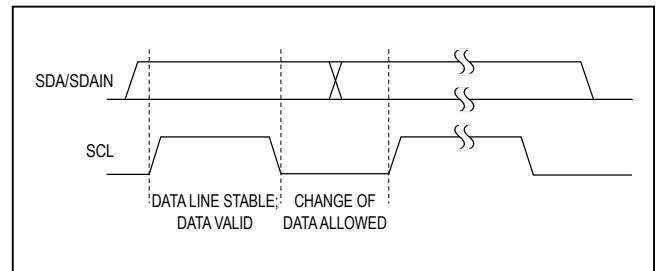 SDA/SDAIN
SCL
DATA LINE STABLE;
DATA VALID
CHANGE OF
DATA ALLOWED